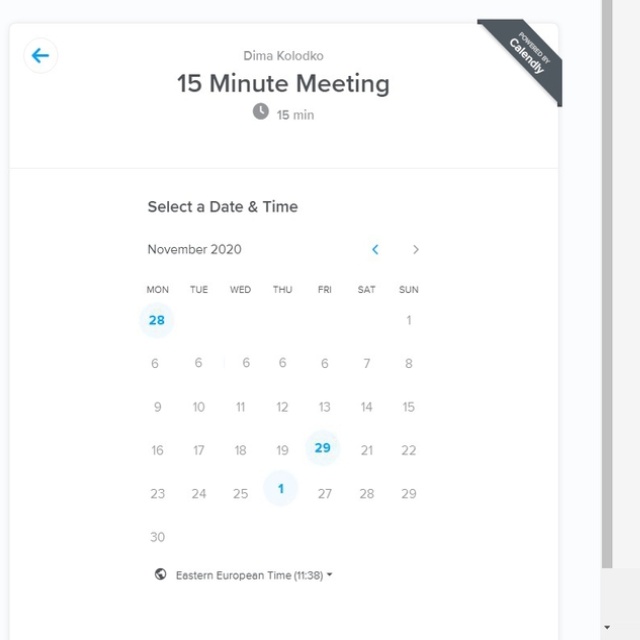 Dima Kolodko
POWERED BY
Calendly
15 Minute Meeting
15 min
Select a Date & Time
November 2020
MON TUE WED THU FRI SAT SUN
28 1
6 6 6 6 6 7 8
9 10 11 12 13 14 15
16 17 18 19 29 21 22
23 24 25 1 27 28 29
30
Eastern European Time (11:38)